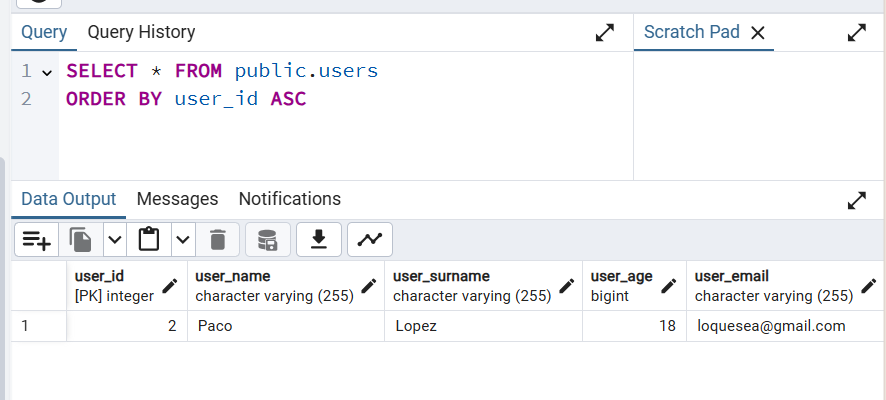 Query Query History Scratch Pad
1 SELECT * FROM public.users
2 ORDER BY user_id ASC
Data Output Messages Notifications
user_id user_name user_surname user_age user_email
[PK] integer character varying (255) character varying (255) bigint character varying (255)
1 2 Paco Lopez 18 loquesea@gmail.com